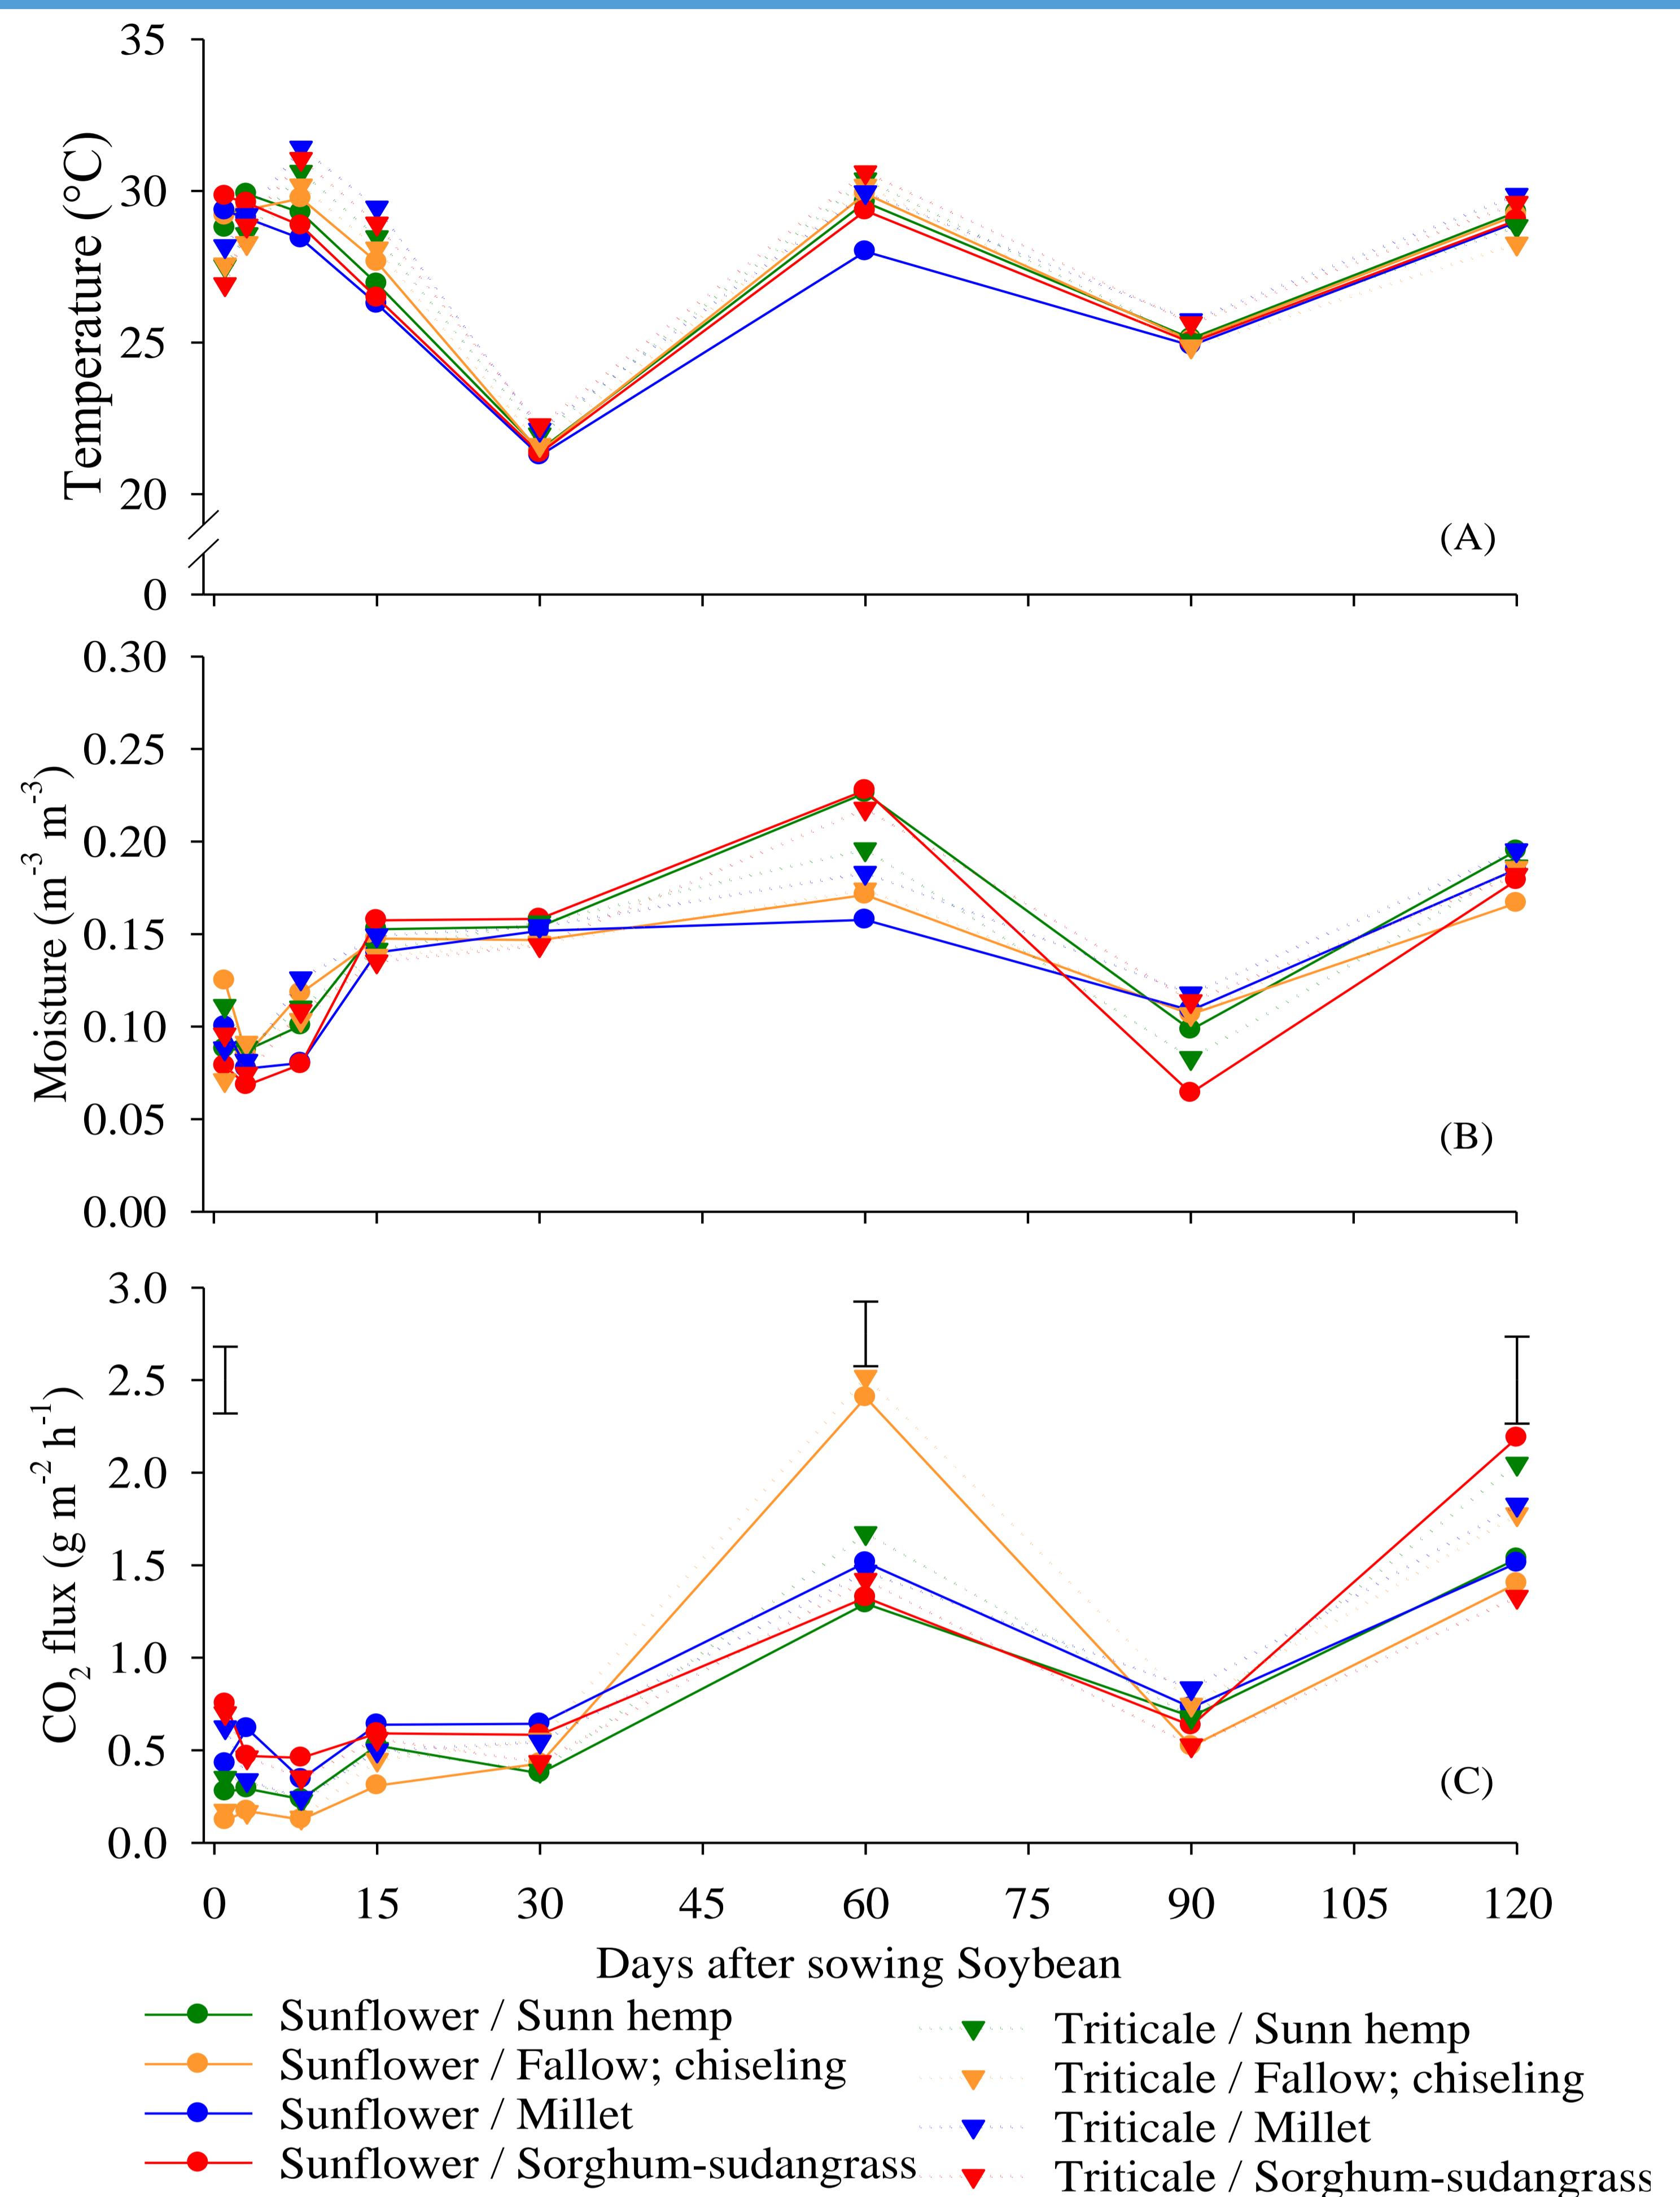 35
30
25
20
0
Temperature (°C)
(A)
0.30
0.25
0.20
0.15
0.10
0.05
0.00
Moisture (m⁻³ m⁻³)
(B)
3.0
2.5
2.0
1.5
1.0
0.5
0.0
CO₂ flux (g m⁻² h⁻¹)
(C)
0 15 30 45 60 75 90 105 120
Days after sowing Soybean
Sunflower / Sunn hemp
Sunflower / Fallow; chiseling
Sunflower / Millet
Sunflower / Sorghum-sudangrass
Triticale / Sunn hemp
Triticale / Fallow; chiseling
Triticale / Millet
Triticale / Sorghum-sudangrass